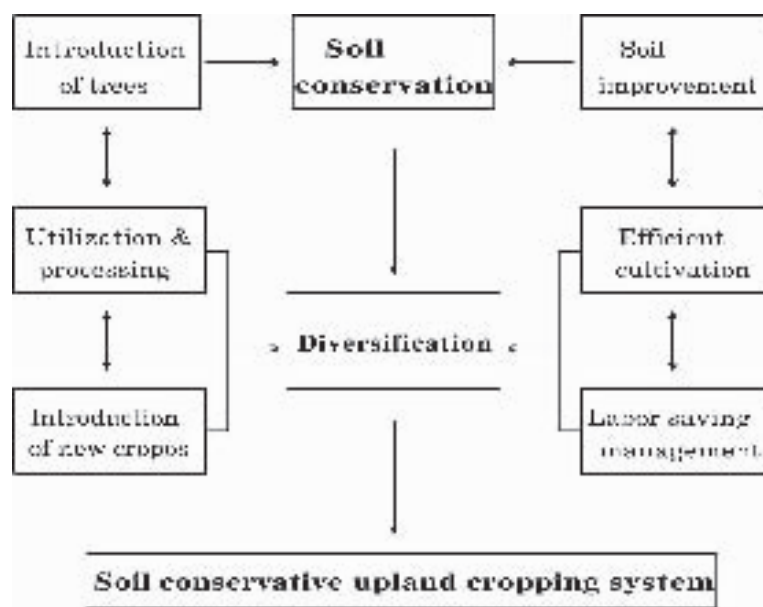 Introduction
of trees
Soil
conservation
Soil
improvement
Utilization &
processing
Efficient
cultivation
Diversification
Introduction
of new cropos
Labor saving
management
Soil conservative upland cropping system